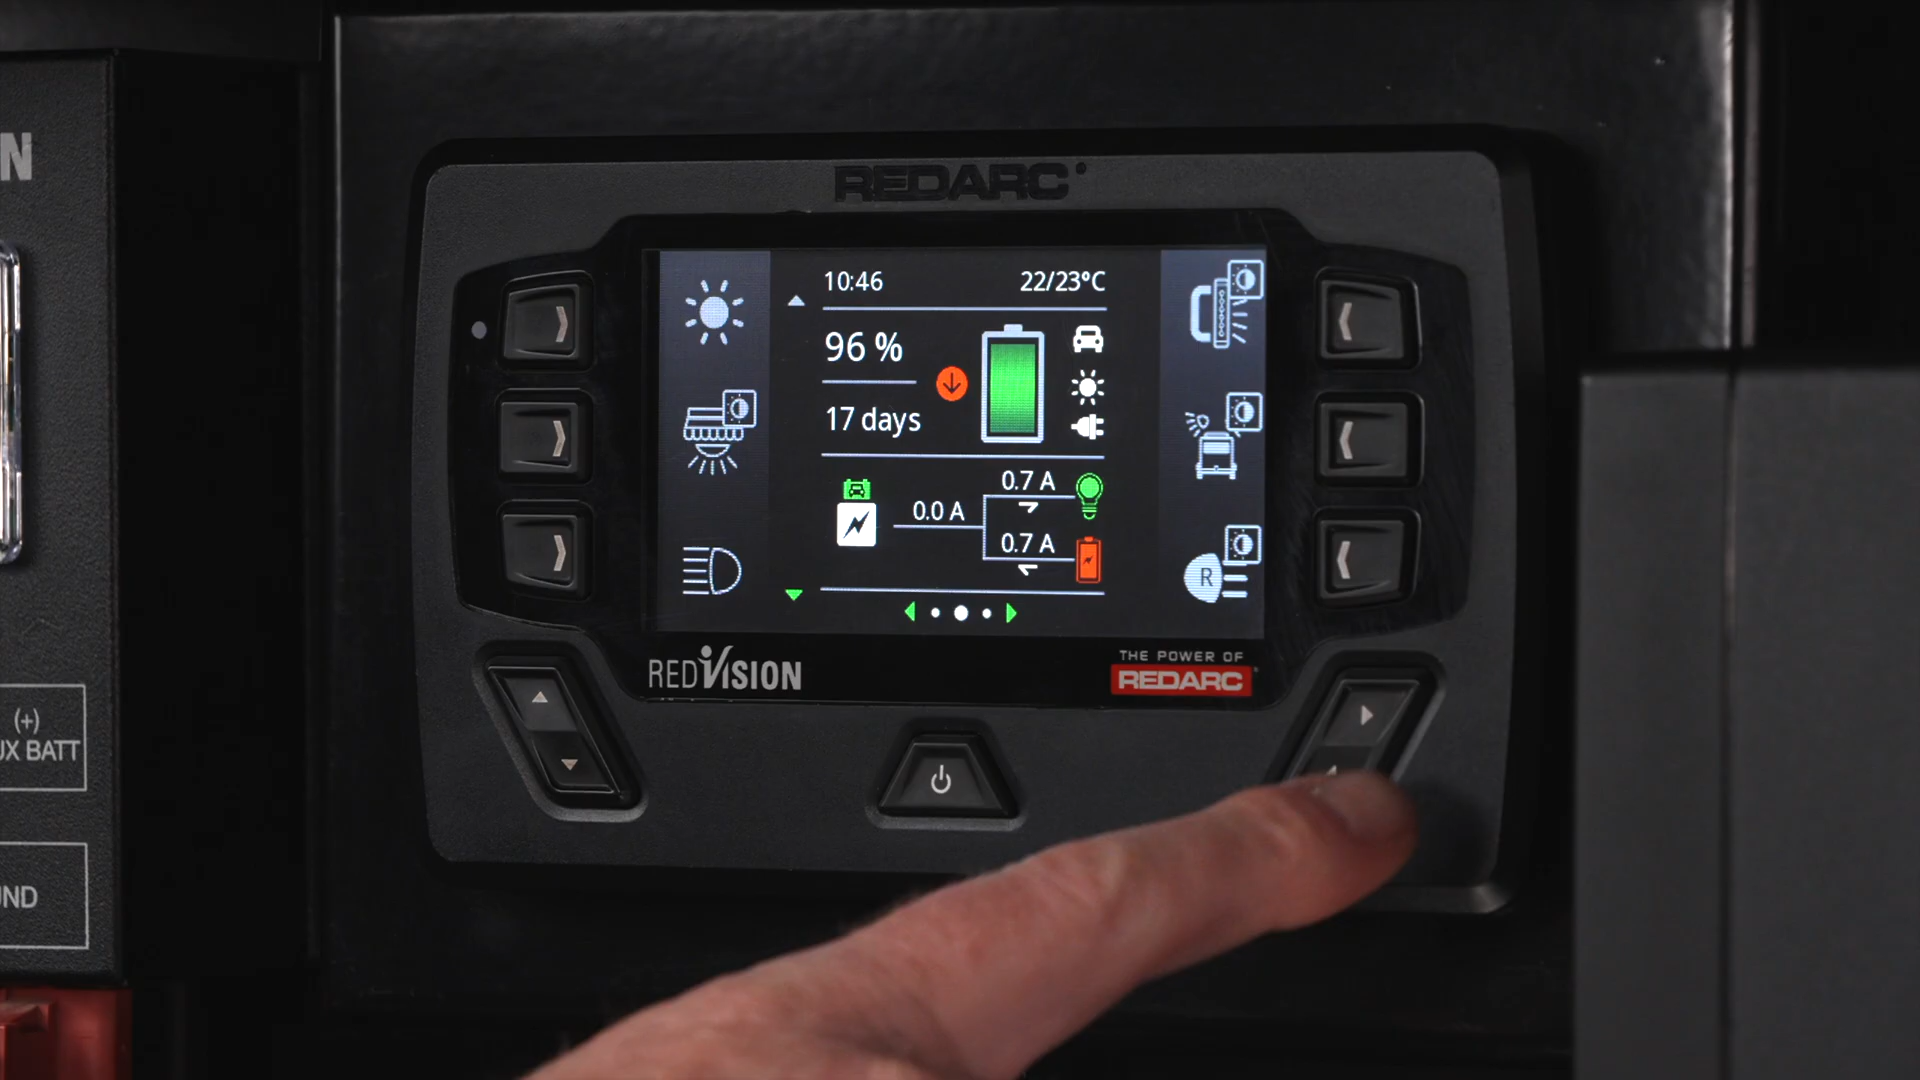 N
REDARC
10:46 22/23°C
96 %
17 days
0.7 A
0.0 A
0.7 A
R
REDVISION
THE POWER OF
REDARC
(+)
UX BATT
UND